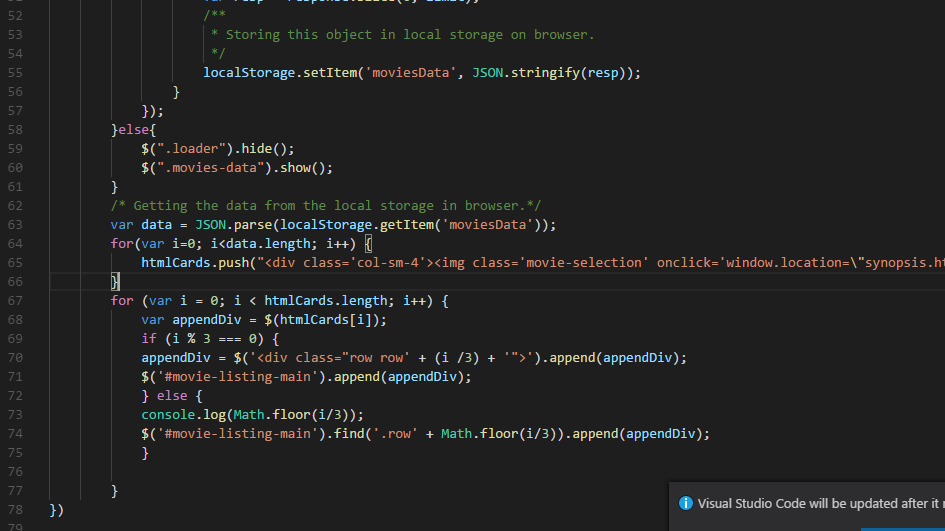 52 /**
53 * Storing this object in local storage on browser.
54 */
55 localStorage.setItem('moviesData', JSON.stringify(resp));
56 }
57 });
58 }else{
59 $(".loader").hide();
60 $(".movies-data").show();
61 }
62 /* Getting the data from the local storage in browser.*/
63 var data = JSON.parse(localStorage.getItem('moviesData'));
64 for(var i=0; i<data.length; i++) {
65 htmlCards.push("<div class='col-sm-4'><img class='movie-selection' onclick='window.location=\"synopsis.ht
66 }
67 for (var i = 0; i < htmlCards.length; i++) {
68 var appendDiv = $(htmlCards[i]);
69 if (i % 3 === 0) {
70 appendDiv = $('<div class="row row' + (i /3) + '">').append(appendDiv);
71 $('#movie-listing-main').append(appendDiv);
72 } else {
73 console.log(Math.floor(i/3));
74 $('#movie-listing-main').find('.row' + Math.floor(i/3)).append(appendDiv);
75 }
76
77 }
78 })
79
Visual Studio Code will be updated after it